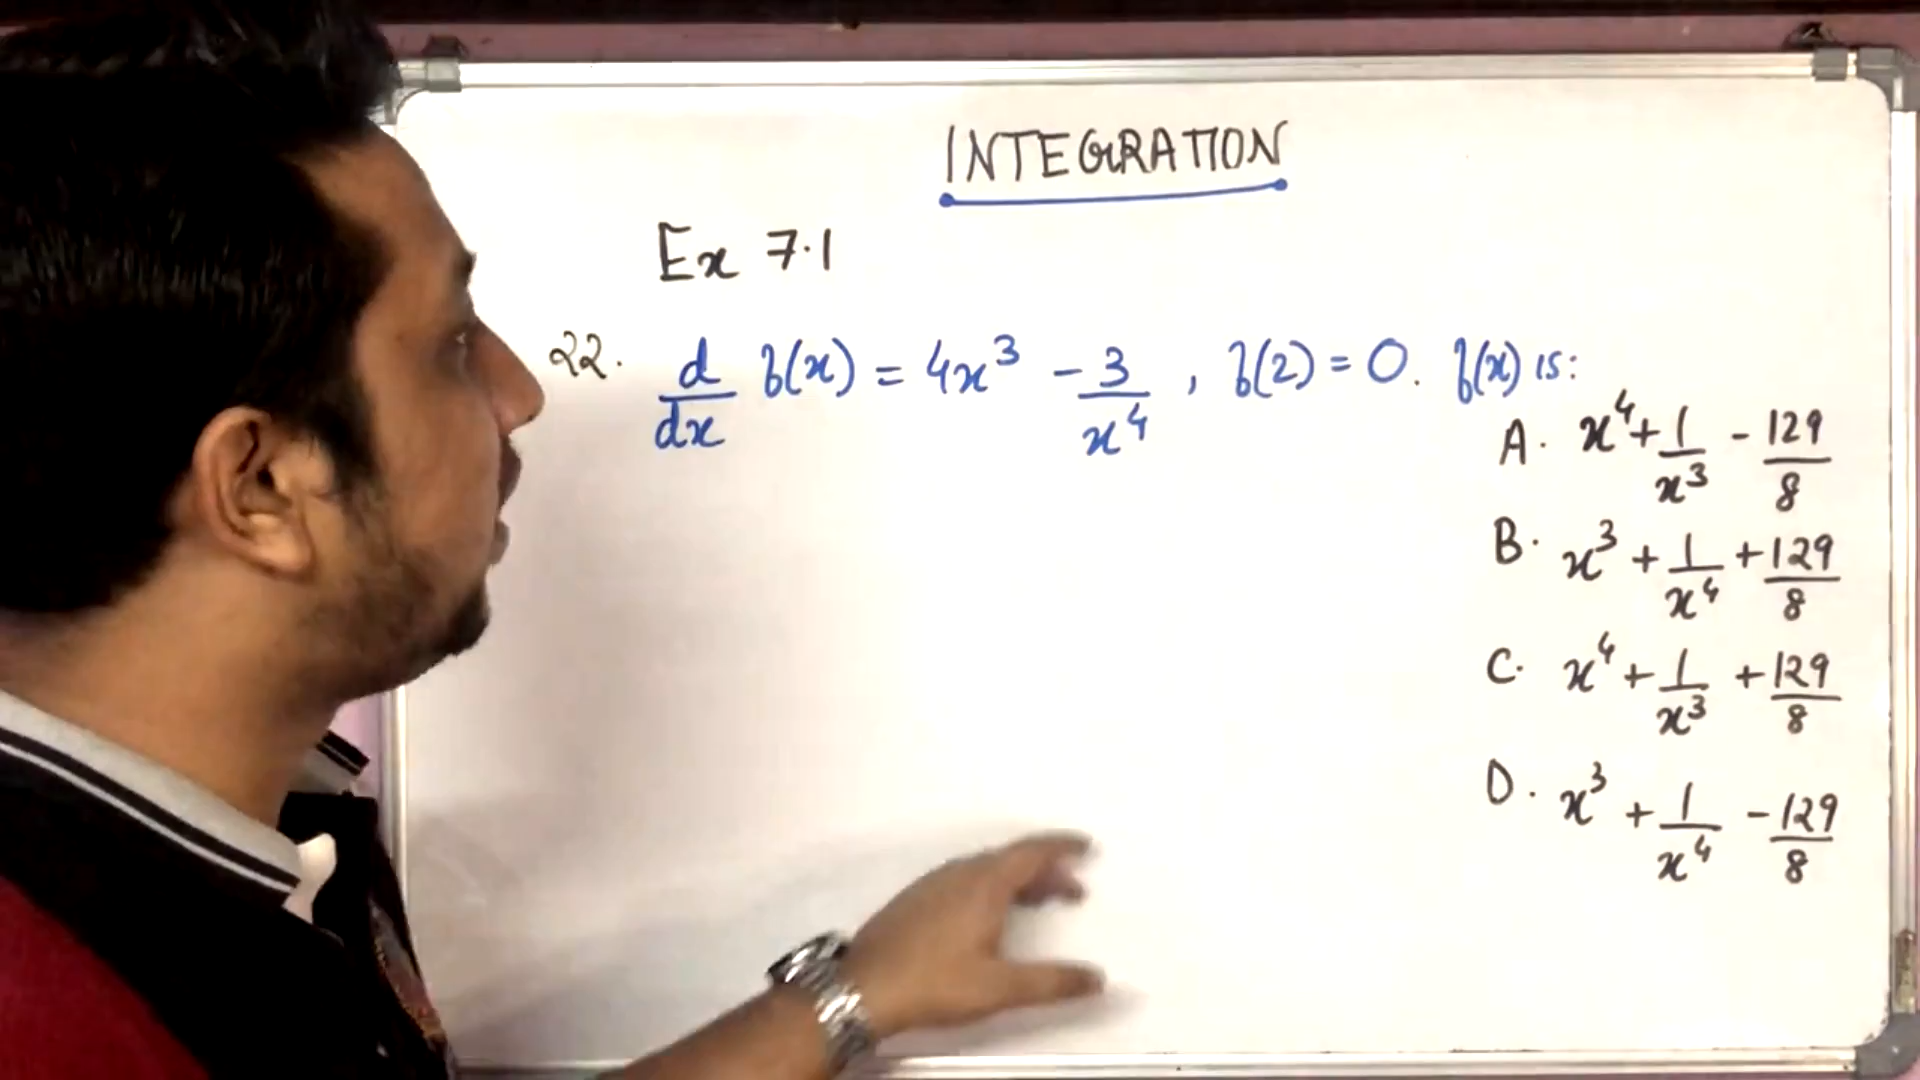 INTEGRATION
Ex 7.1
22. d/dx f(x) = 4x³ - 3/x⁴ , f(2) = 0. f(x) is:
A. x⁴ + 1/x³ - 129/8
B. x³ + 1/x⁴ + 129/8
C. x⁴ + 1/x³ + 129/8
D. x³ + 1/x⁴ - 129/8